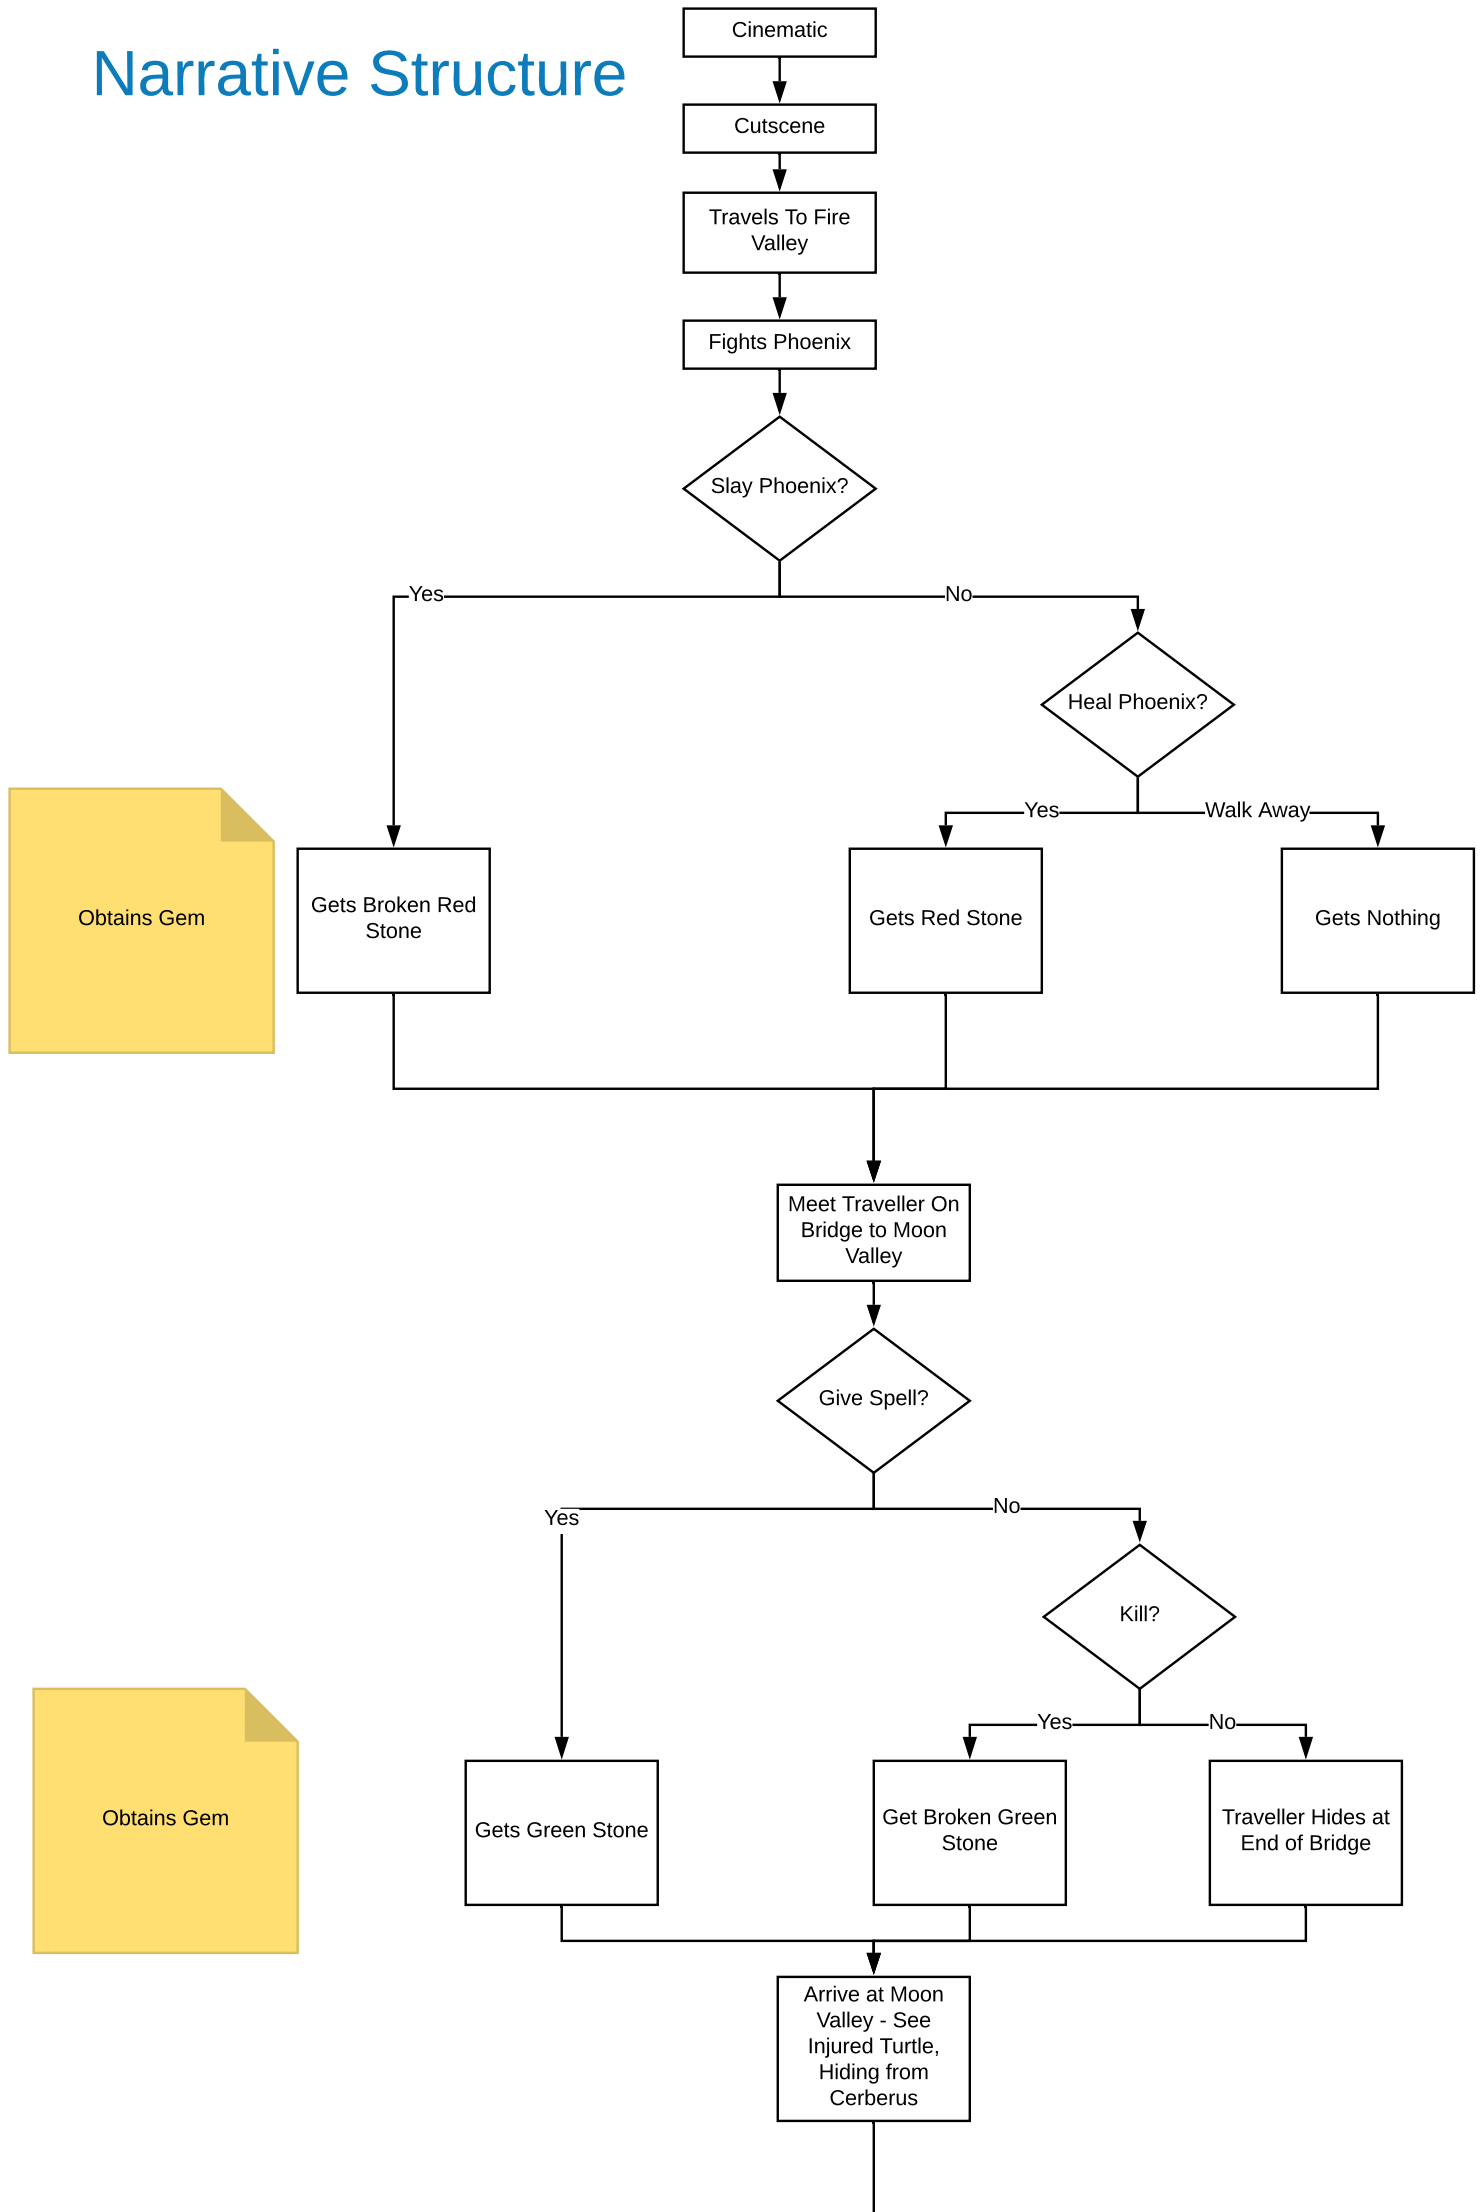 Narrative Structure
Cinematic
Cutscene
Travels To Fire
Valley
Fights Phoenix
Slay Phoenix?
Yes
No
Heal Phoenix?
Yes
Walk Away
Obtains Gem
Gets Broken Red
Stone
Gets Red Stone
Gets Nothing
Meet Traveller On
Bridge to Moon
Valley
Give Spell?
Yes
No
Kill?
Yes
No
Obtains Gem
Gets Green Stone
Get Broken Green
Stone
Traveller Hides at
End of Bridge
Arrive at Moon
Valley - See
Injured Turtle,
Hiding from
Cerberus